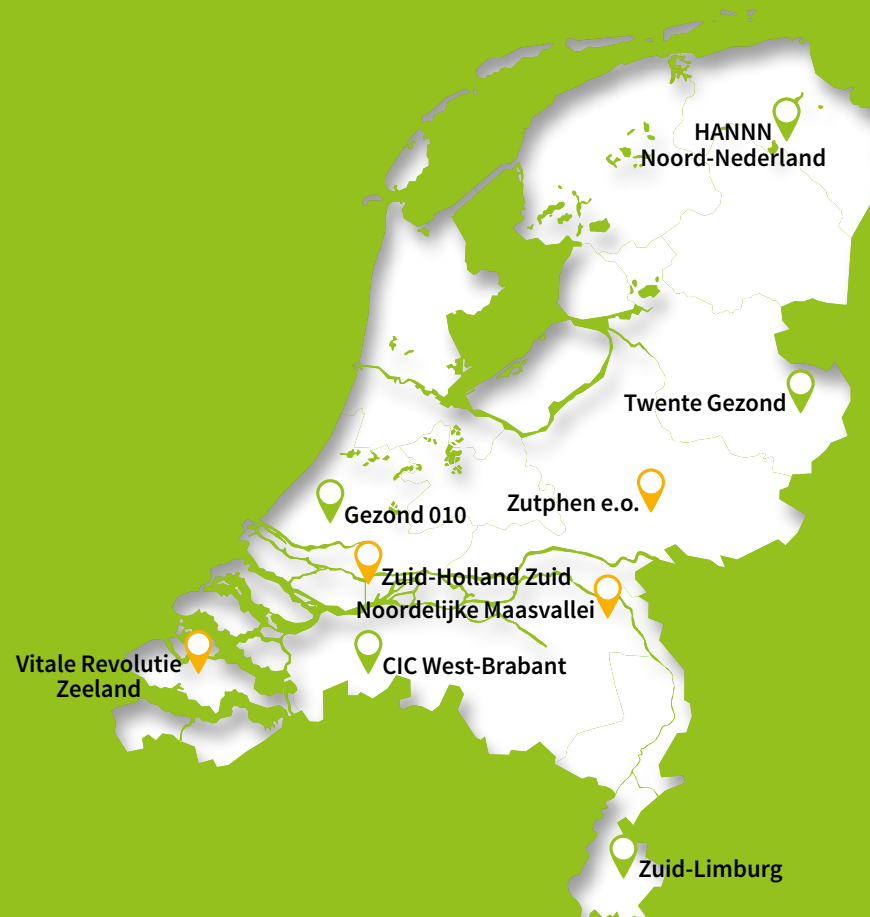 HANNN
Noord-Nederland
Twente Gezond
Zutphen e.o.
Gezond 010
Zuid-Holland Zuid
Noordelijke Maasvallei
Vitale Revolutie
Zeeland
CIC West-Brabant
Zuid-Limburg